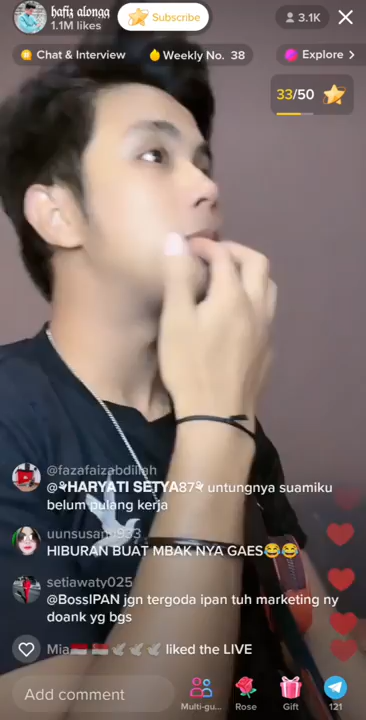 hafiz alongg
1.1M likes
Subscribe
3.1K
Chat & Interview
Weekly No. 38
Explore >
33/50
@fazafaizabdillah
@HARYATI SETYA87 untungnya suamiku
belum pulang kerja
HIBURAN BUAT MBAK NYA GAES😂😂
setiawaty025
@BossIPAN jgn tergoda ipan tuh marketing ny
doank yg bgs
Mia🇮🇩🇮🇩🕊🕊🕊 liked the LIVE
Add comment
Multi-gu...
Rose
Gift
121